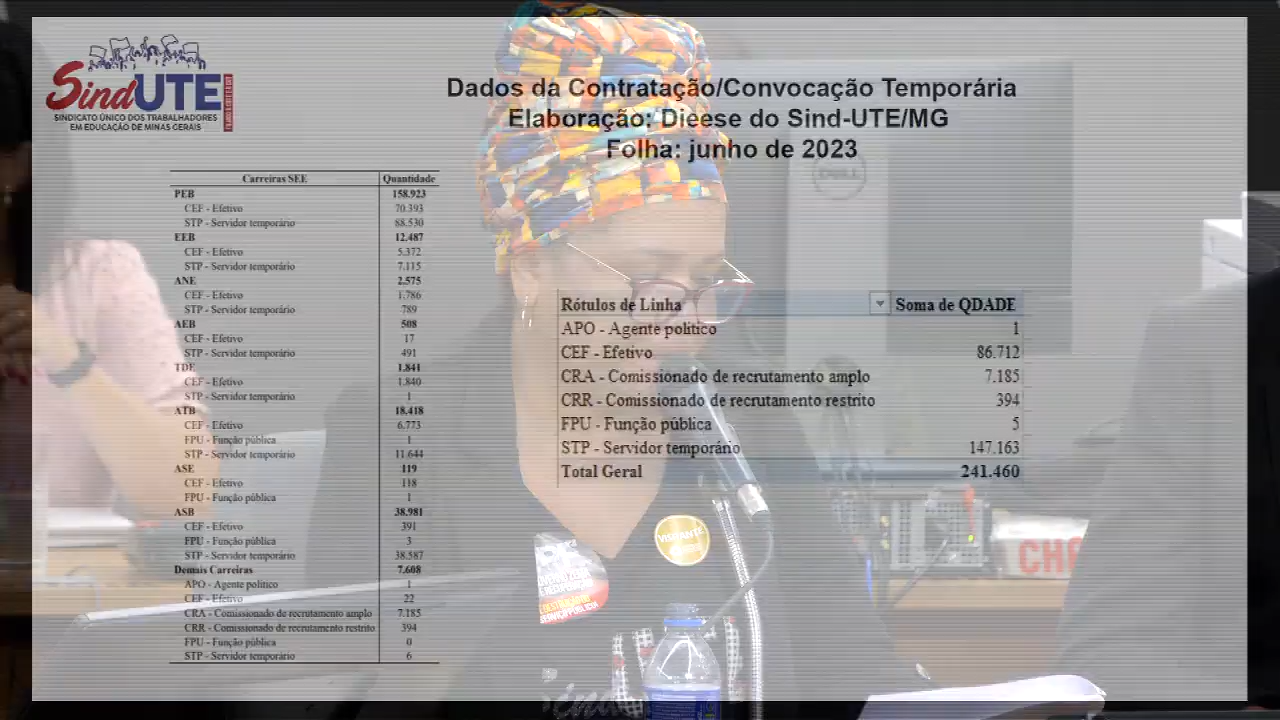 SindUTE
SINDICATO ÚNICO DOS TRABALHADORES
EM EDUCAÇÃO DE MINAS GERAIS
Dados da Contratação/Convocação Temporária
Elaboração: Dieese do Sind-UTE/MG
Folha: junho de 2023
DELL
Carreiras SEE Quantidade
PEB 158.923
CEF - Efetivo 70.393
STP - Servidor temporário 88.530
EEB 12.487
CEF - Efetivo 5.372
STP - Servidor temporário 7.115
ANE 2.575
CEF - Efetivo 1.786
STP - Servidor temporário 789
AEB 508
CEF - Efetivo 17
STP - Servidor temporário 491
TDE 1.841
CEF - Efetivo 1.840
STP - Servidor temporário 1
ATB 18.418
CEF - Efetivo 6.773
FPU - Função pública 1
STP - Servidor temporário 11.644
ASE 119
CEF - Efetivo 118
FPU - Função pública 1
ASB 38.981
CEF - Efetivo 391
FPU - Função pública 3
STP - Servidor temporário 38.587
Demais Carreiras 7.608
APO - Agente político 1
CEF - Efetivo 22
CRA - Comissionado de recrutamento amplo 7.185
CRR - Comissionado de recrutamento restrito 394
FPU - Função pública 0
STP - Servidor temporário 6
Rótulos de Linha Soma de QDADE
APO - Agente político 1
CEF - Efetivo 86.712
CRA - Comissionado de recrutamento amplo 7.185
CRR - Comissionado de recrutamento restrito 394
FPU - Função pública 5
STP - Servidor temporário 147.163
Total Geral 241.460
VISITANTE